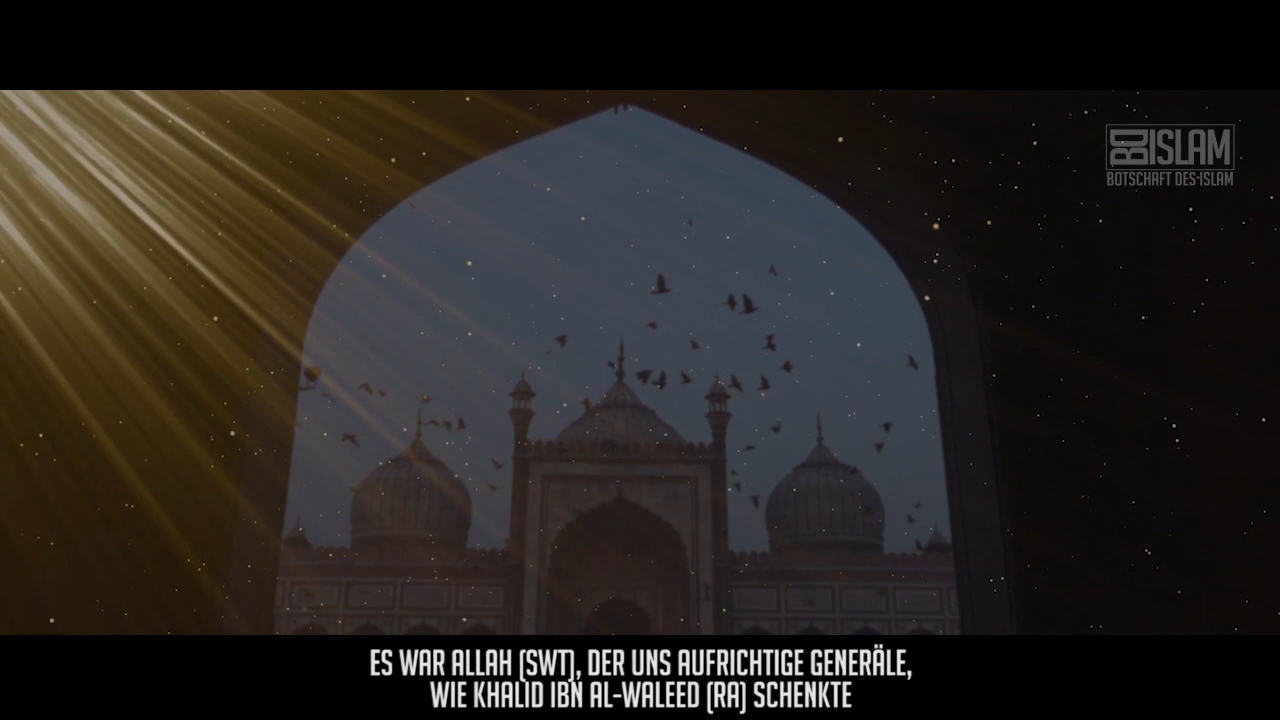 BDISLAM
BOTSCHAFT DES·ISLAM
ES WAR ALLAH (SWT), DER UNS AUFRICHTIGE GENERÄLE,
WIE KHALID IBN AL-WALEED (RA) SCHENKTE